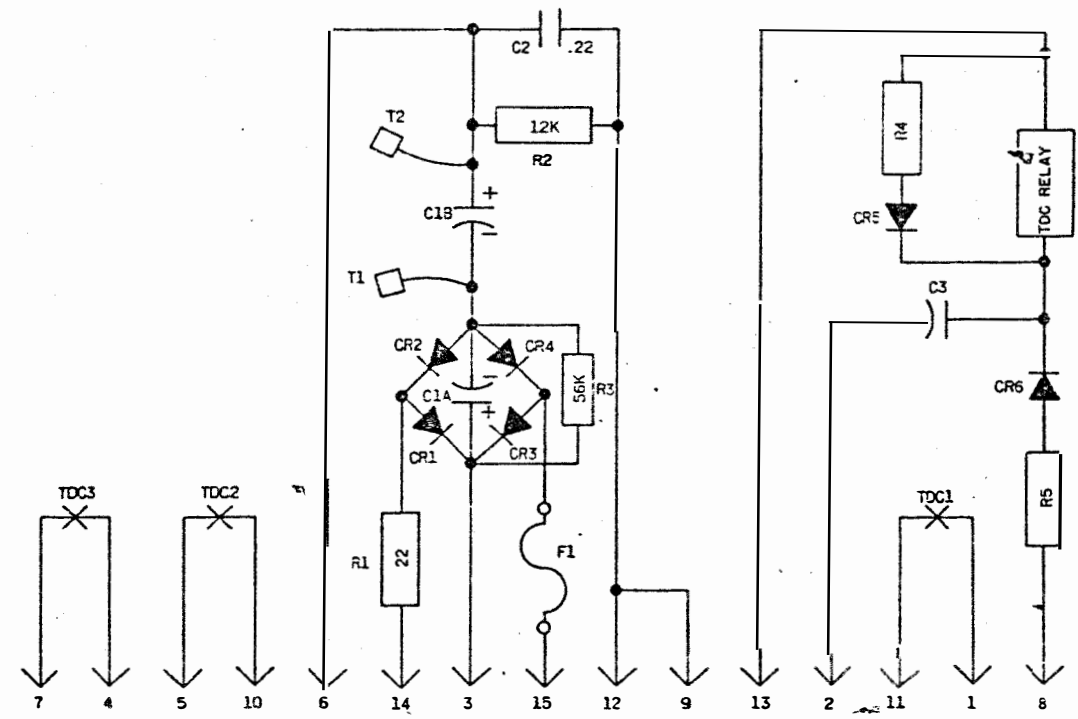 C2 .22
T2
12K
R2
R4
TDC RELAY
C1B
+
-
CR5
T1
C3
CR2
CR4
C1A
-
+
56K
R3
CR6
CR1
CR3
TDC3
TDC2
TDC1
R5
R1
22
F1
7 4 5 10 6 14 3 15 12 9 13 2 11 1 8